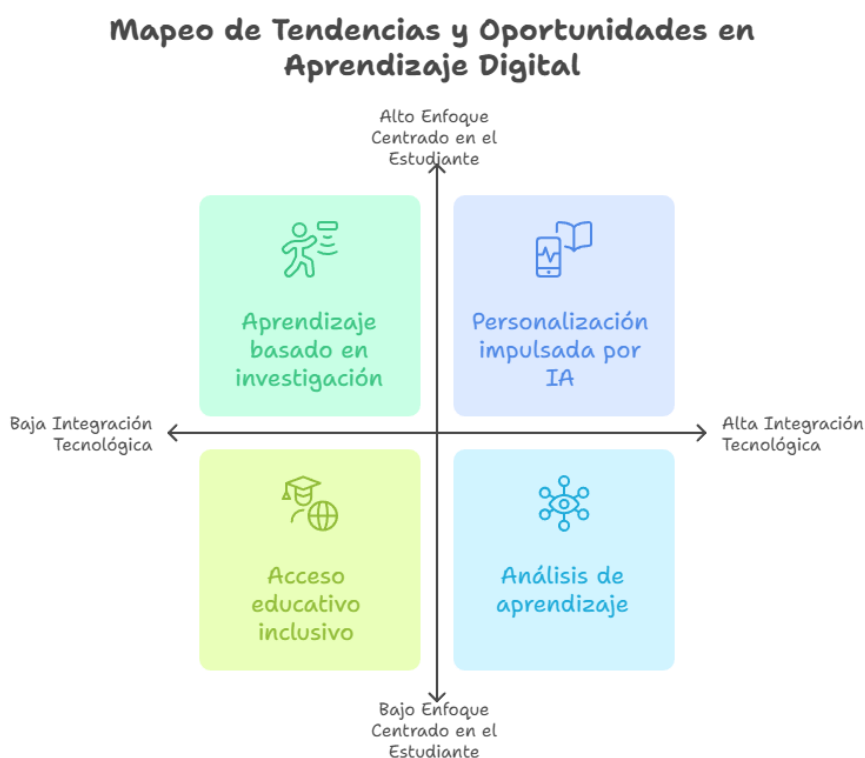 Mapeo de Tendencias y Oportunidades en
Aprendizaje Digital
Alto Enfoque
Centrado en el
Estudiante
Aprendizaje
basado en
investigación
Personalización
impulsada por
IA
Baja Integración
Tecnológica
Alta Integración
Tecnológica
Acceso
educativo
inclusivo
Análisis de
aprendizaje
Bajo Enfoque
Centrado en el
Estudiante